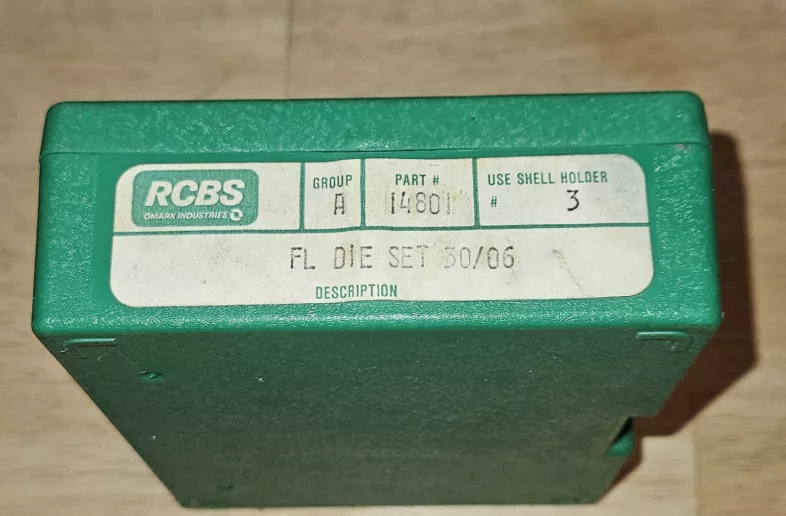 RCBS
OMARK INDUSTRIES
GROUP
A
PART #
14801
USE SHELL HOLDER
# 3
FL DIE SET 30/06
DESCRIPTION